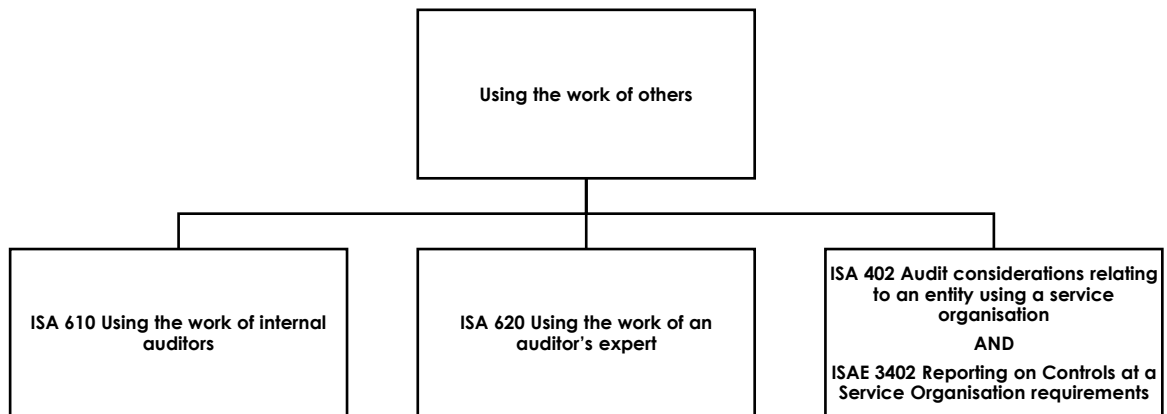 Using the work of others
ISA 610 Using the work of internal
auditors
ISA 620 Using the work of an
auditor’s expert
ISA 402 Audit considerations relating
to an entity using a service
organisation
AND
ISAE 3402 Reporting on Controls at a
Service Organisation requirements